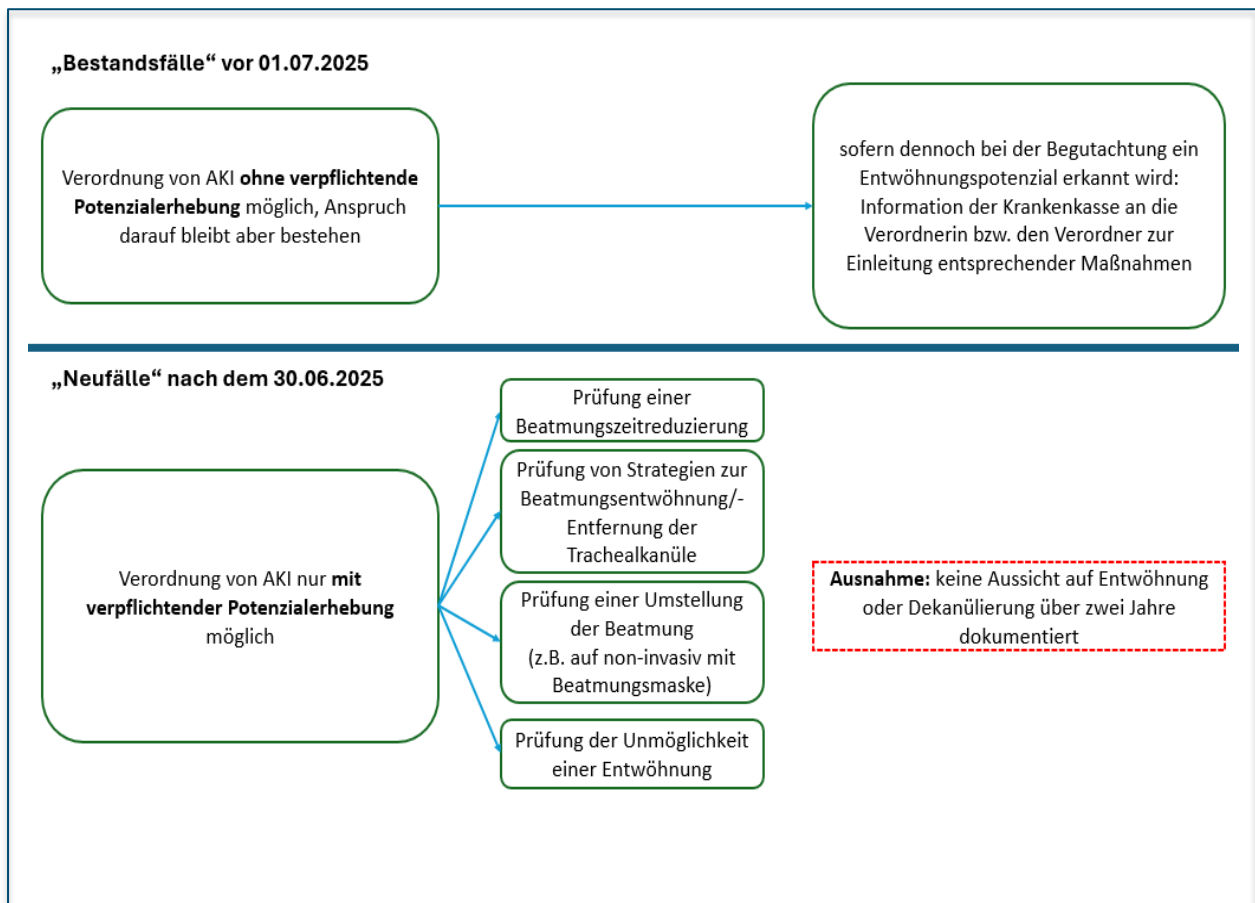 „Bestandsfälle“ vor 01.07.2025
Verordnung von AKI ohne verpflichtende
Potenzialerhebung möglich, Anspruch
darauf bleibt aber bestehen
sofern dennoch bei der Begutachtung ein
Entwöhnungspotenzial erkannt wird:
Information der Krankenkasse an die
Verordnerin bzw. den Verordner zur
Einleitung entsprechender Maßnahmen
„Neufälle“ nach dem 30.06.2025
Verordnung von AKI nur mit
verpflichtender Potenzialerhebung
möglich
Prüfung einer
Beatmungszeitreduzierung
Prüfung von Strategien zur
Beatmungsentwöhnung/-
Entfernung der
Trachealkanüle
Prüfung einer Umstellung
der Beatmung
(z.B. auf non-invasiv mit
Beatmungsmaske)
Prüfung der Unmöglichkeit
einer Entwöhnung
Ausnahme: keine Aussicht auf Entwöhnung
oder Dekanülierung über zwei Jahre
dokumentiert